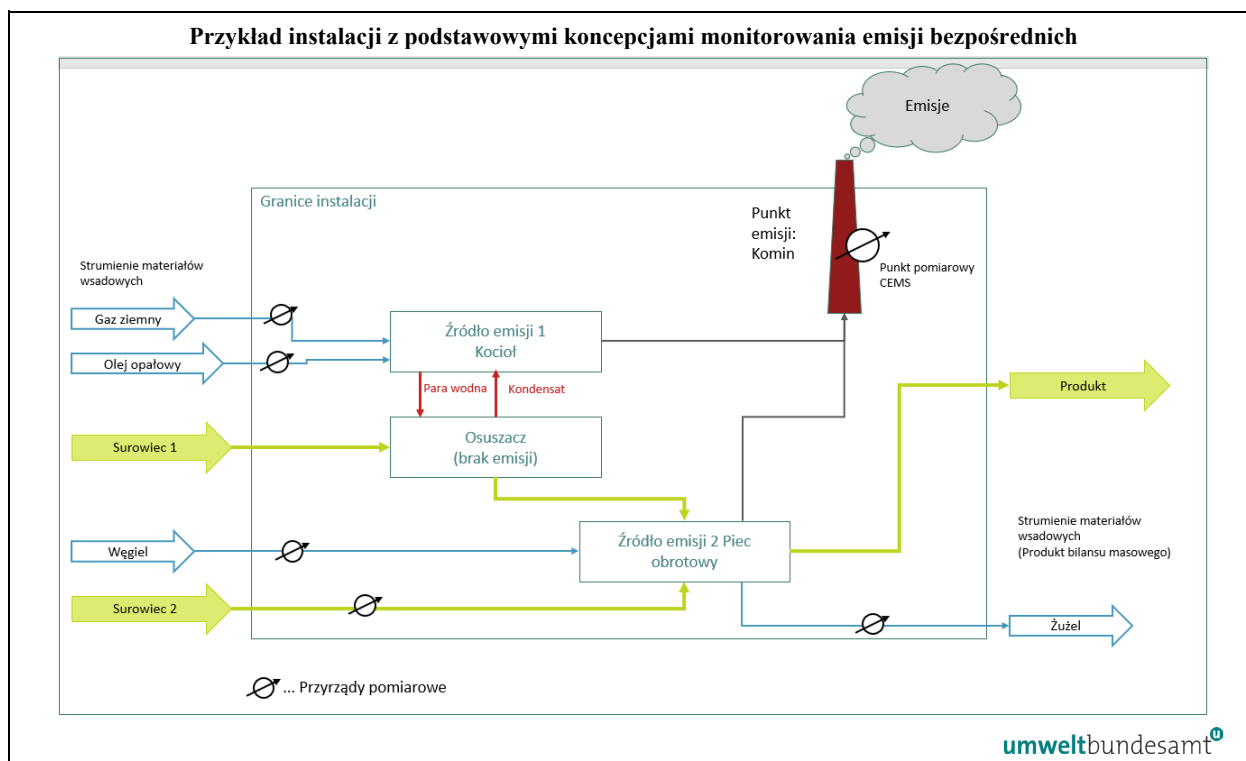 Przykład instalacji z podstawowymi koncepcjami monitorowania emisji bezpośrednich
Emisje
Granice instalacji
Punkt
emisji:
Komin
Punkt pomiarowy
CEMS
Strumienie materiałów
wsadowych
Gaz ziemny
Olej opałowy
Źródło emisji 1
Kocioł
Para wodna
Kondensat
Produkt
Surowiec 1
Osuszacz
(brak emisji)
Węgiel
Źródło emisji 2 Piec
obrotowy
Strumienie materiałów
wsadowych
(Produkt bilansu masowego)
Surowiec 2
Żużel
... Przyrządy pomiarowe
umweltbundesamt
u